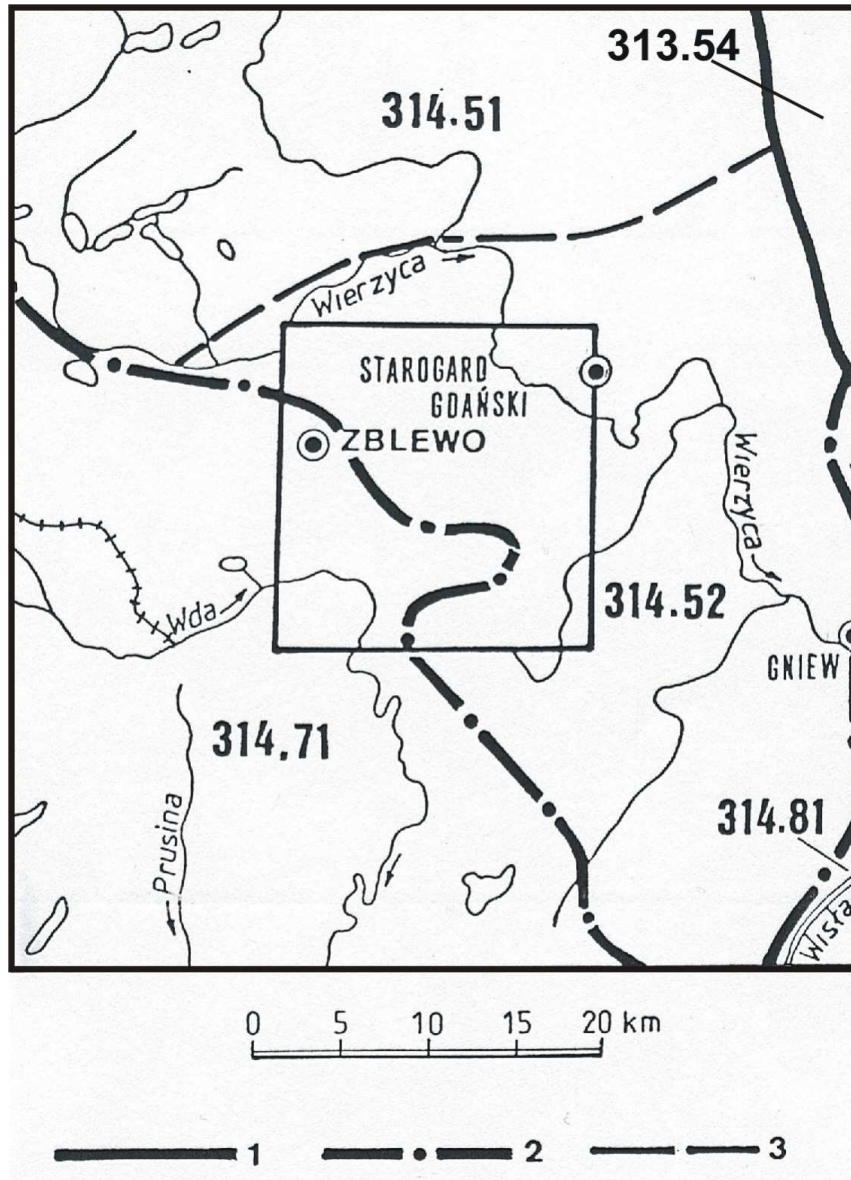 313.54
314.51
Wierzyca
STAROGARD
GDAŃSKI
ZBLEWO
Wierzyca
Wda
314.52
GNIEW
314.71
Prusina
314.81
Wisła
0 5 10 15 20 km
1 2 3